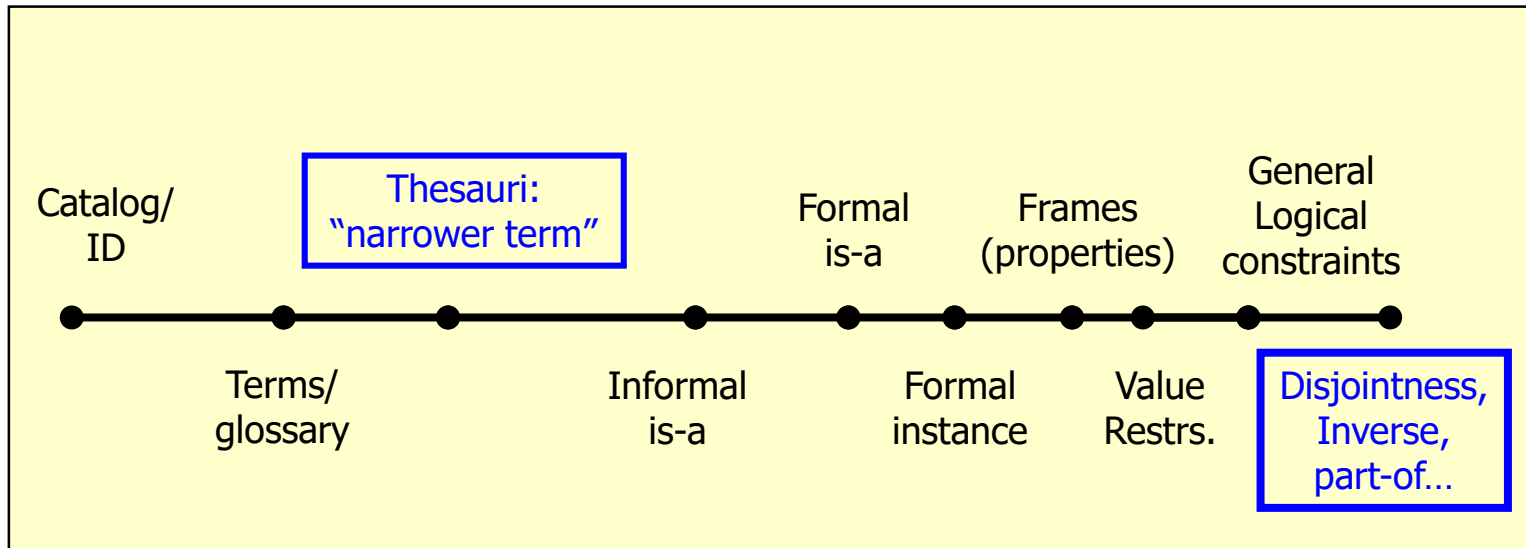 Catalog/
ID
Thesauri:
“narrower term”
Formal
is-a
Frames
(properties)
General
Logical
constraints
Terms/
glossary
Informal
is-a
Formal
instance
Value
Restrs.
Disjointness,
Inverse,
part-of…